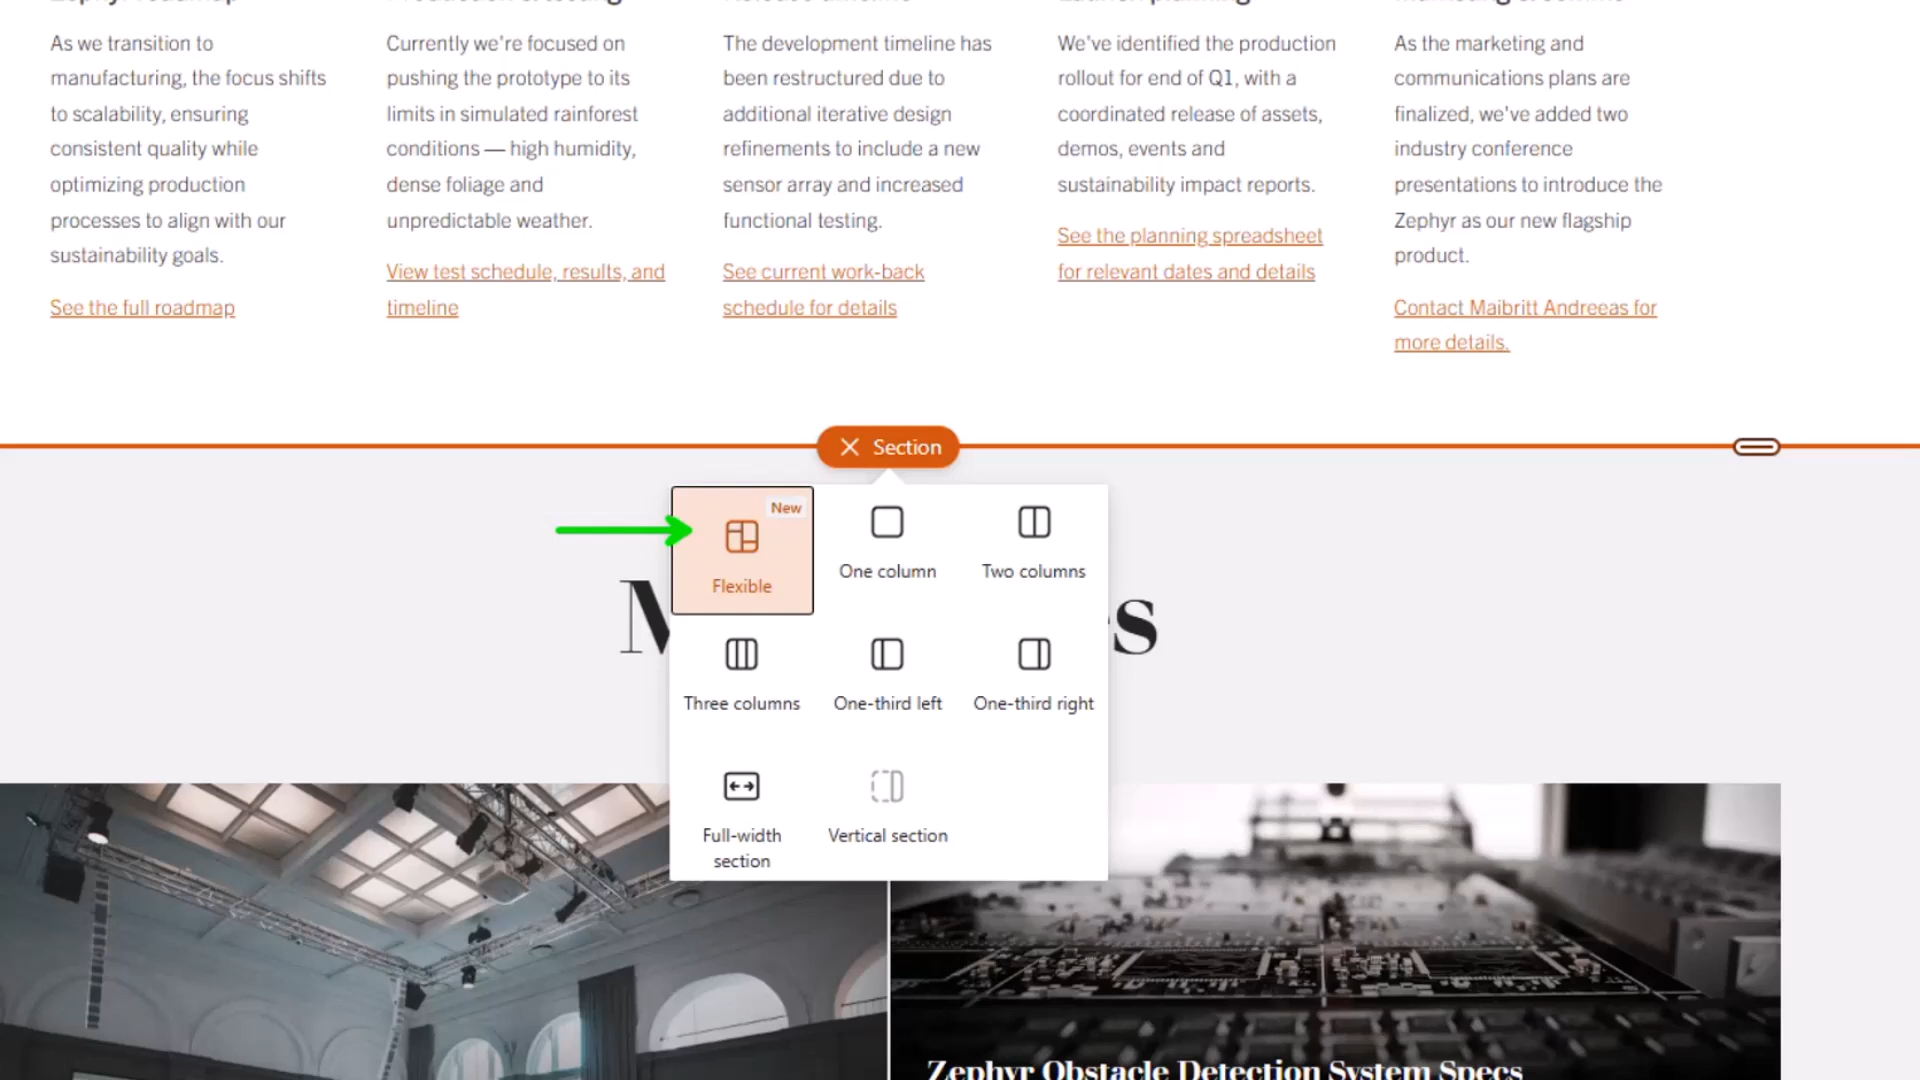 As we transition to
manufacturing, the focus shifts
to scalability, ensuring
consistent quality while
optimizing production
processes to align with our
sustainability goals.
See the full roadmap
Currently we're focused on
pushing the prototype to its
limits in simulated rainforest
conditions — high humidity,
dense foliage and
unpredictable weather.
View test schedule, results, and
timeline
The development timeline has
been restructured due to
additional iterative design
refinements to include a new
sensor array and increased
functional testing.
See current work-back
schedule for details
We've identified the production
rollout for end of Q1, with a
coordinated release of assets,
demos, events and
sustainability impact reports.
See the planning spreadsheet
for relevant dates and details
As the marketing and
communications plans are
finalized, we've added two
industry conference
presentations to introduce the
Zephyr as our new flagship
product.
Contact Maibritt Andreeas for
more details.
Section
New
Flexible
One column
Two columns
Three columns
One-third left
One-third right
Full-width
section
Vertical section
Zephyr Obstacle Detection System Specs